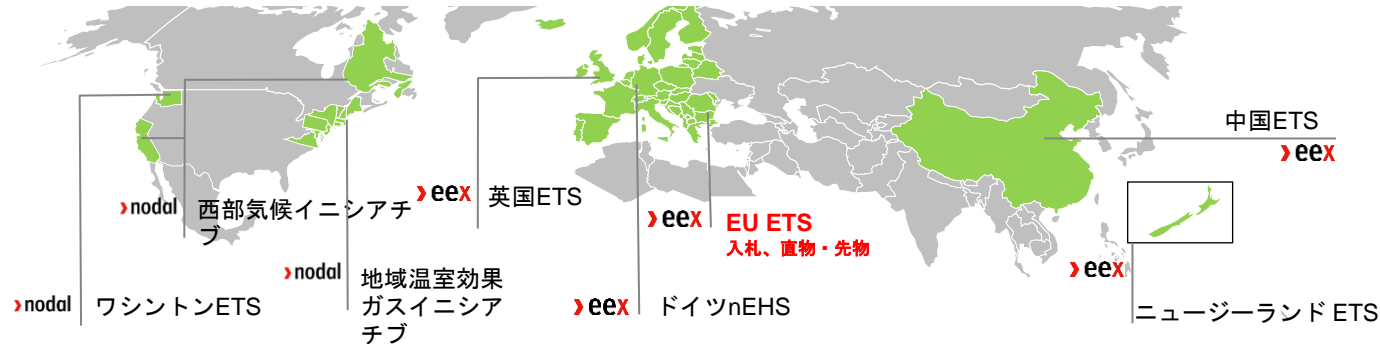 中国ETS
eex
nodal
西部気候イニシアチ
ブ
eex
英国ETS
eex
EU ETS
入札、直物・先物
nodal
地域温室効果
ガスイニシア
チブ
eex
nodal
ワシントンETS
eex
ドイツnEHS
ニュージーランド ETS